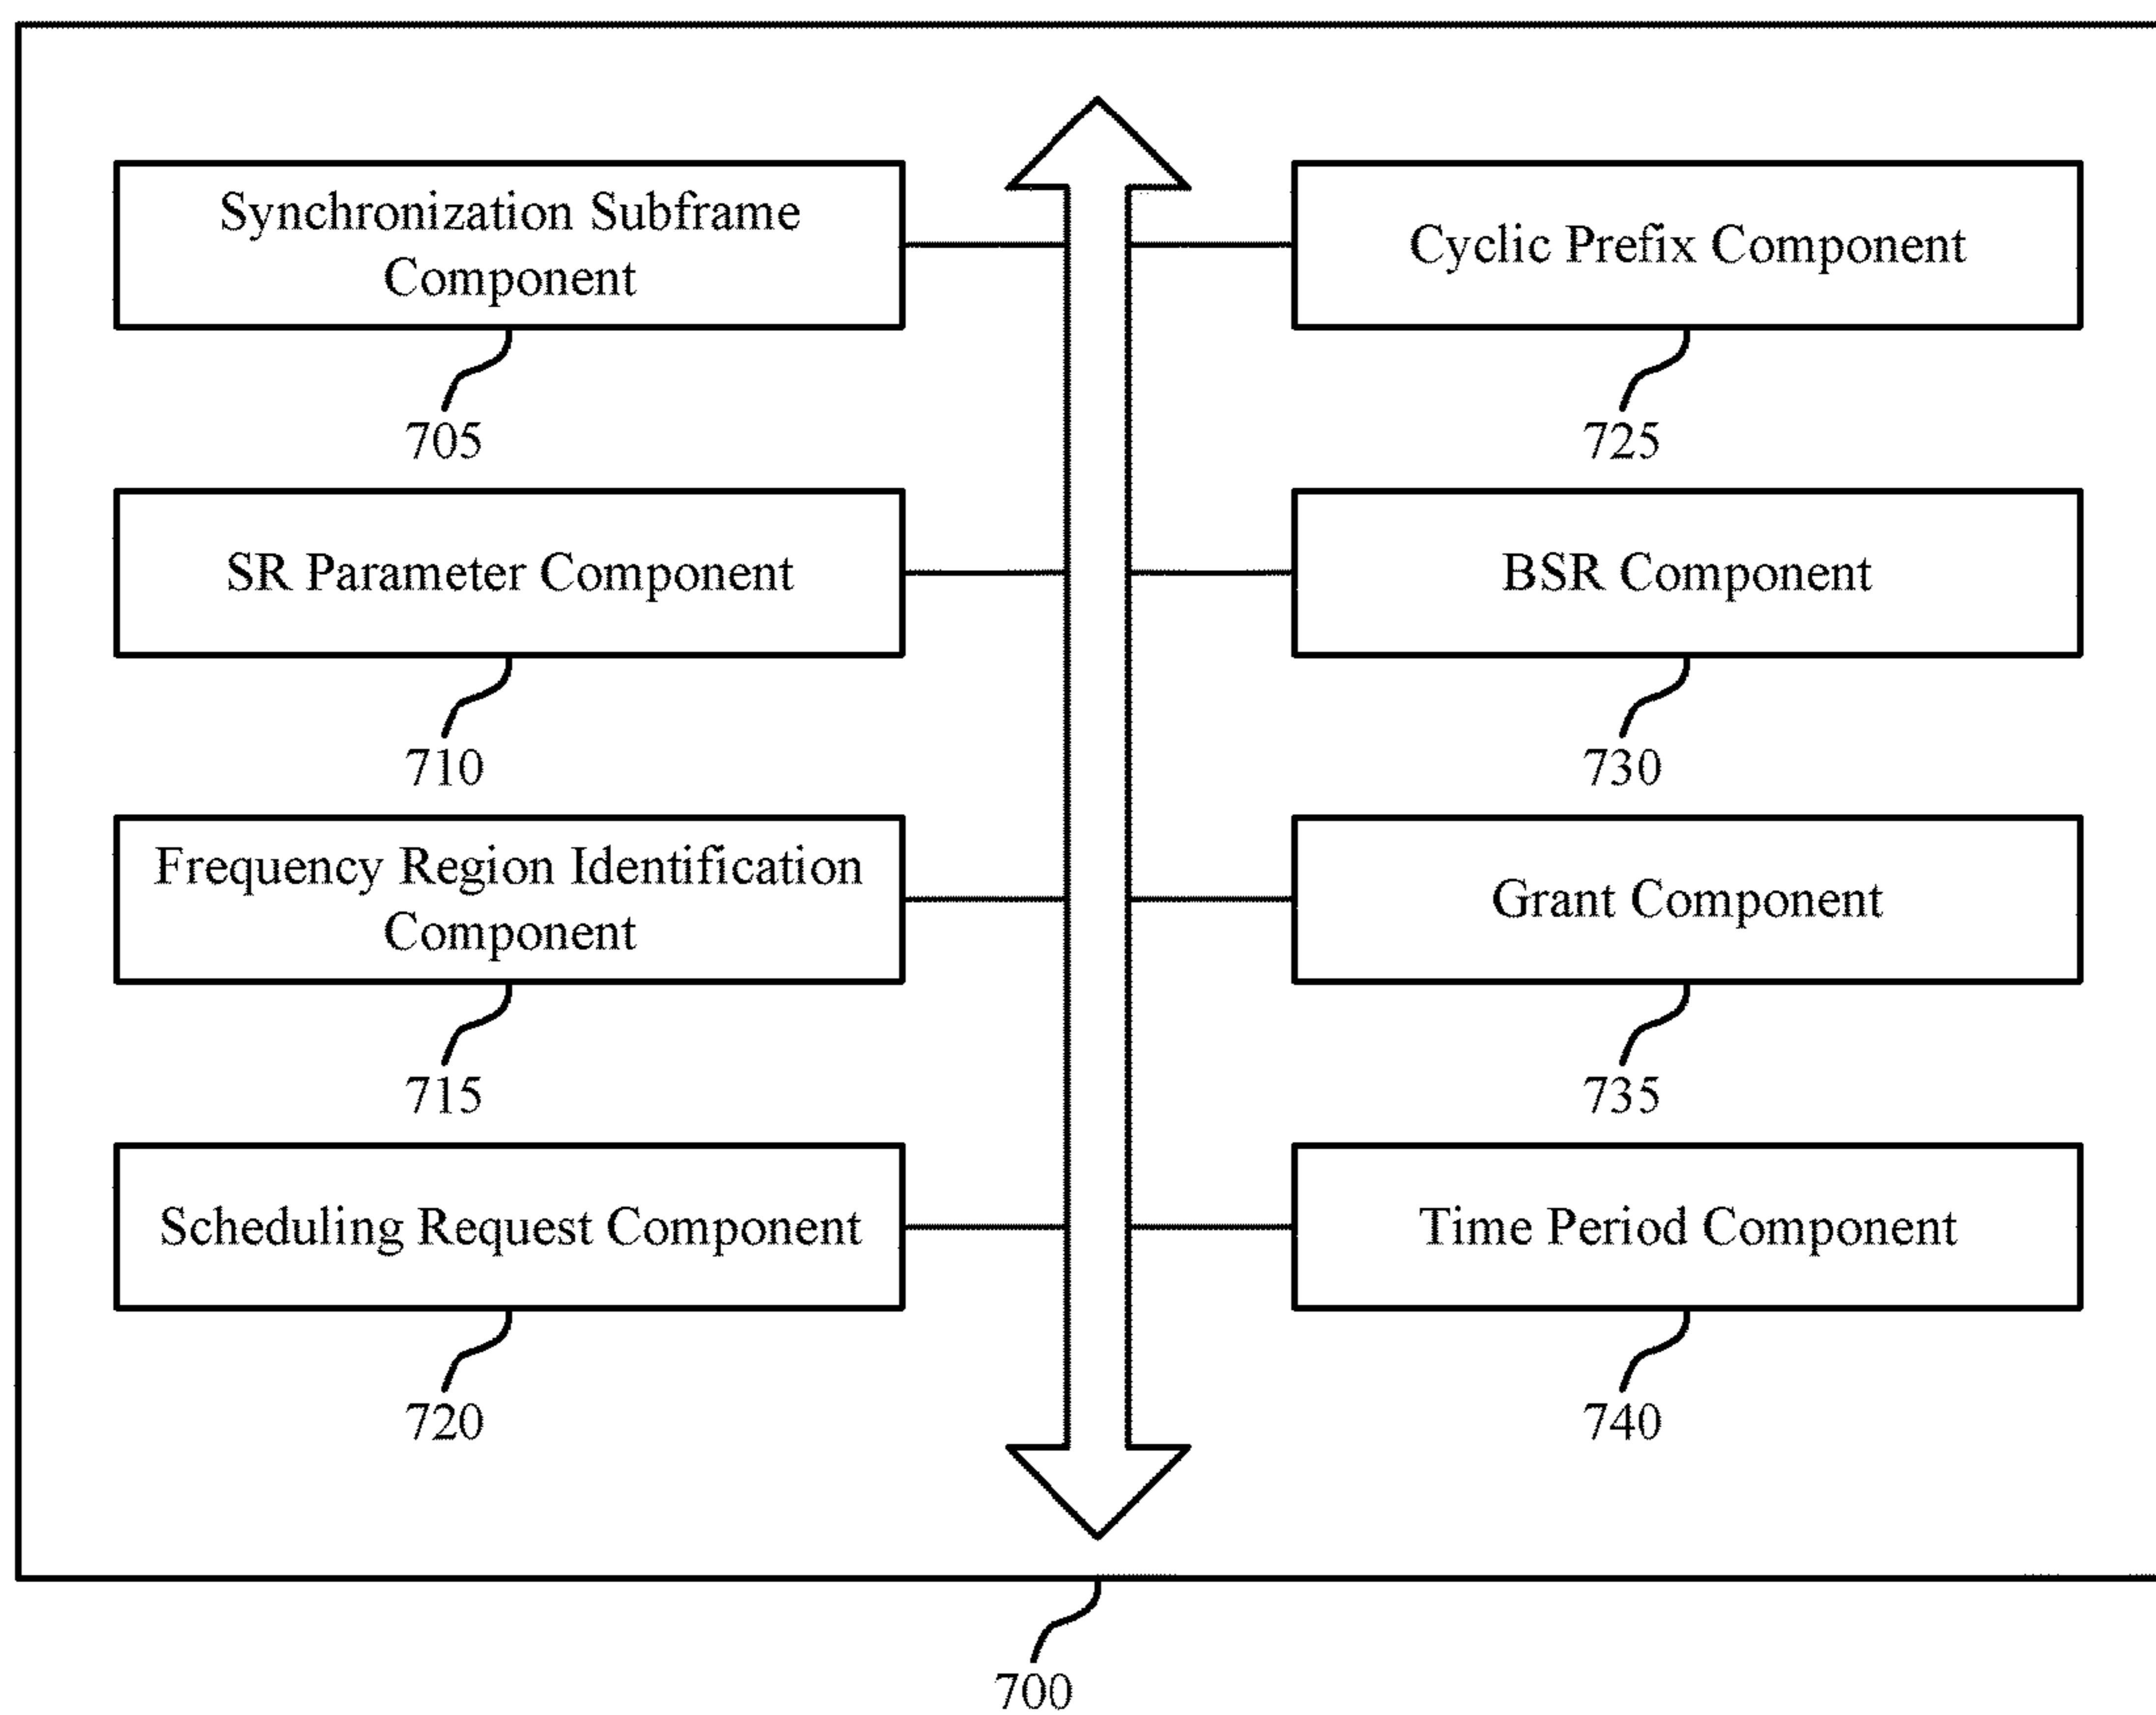 Synchronization Subframe
Component
705
SR Parameter Component
710
Frequency Region Identification
Component
715
Scheduling Request Component
720
Cyclic Prefix Component
725
BSR Component
730
Grant Component
735
Time Period Component
740
700